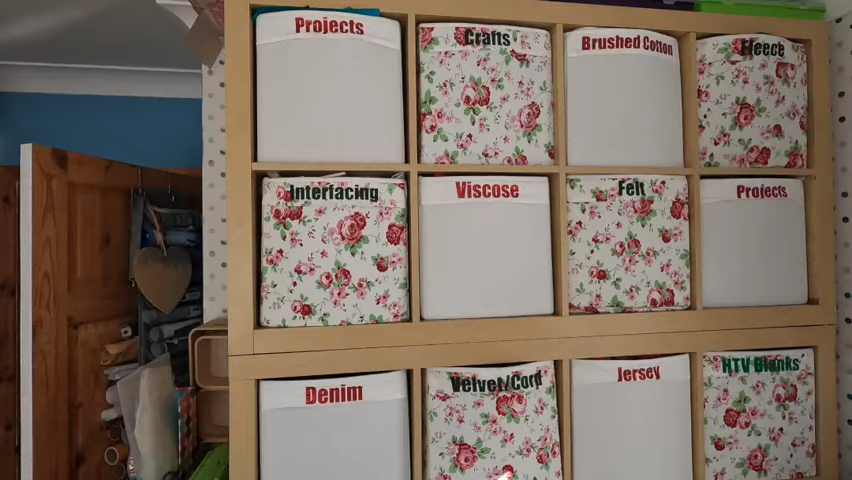 Projects
Crafts
Brushed Cotton
Fleece
Interfacing
Viscose
Felt
Projects
Denim
Velvet/Cord
Jersey
HTV Blanks